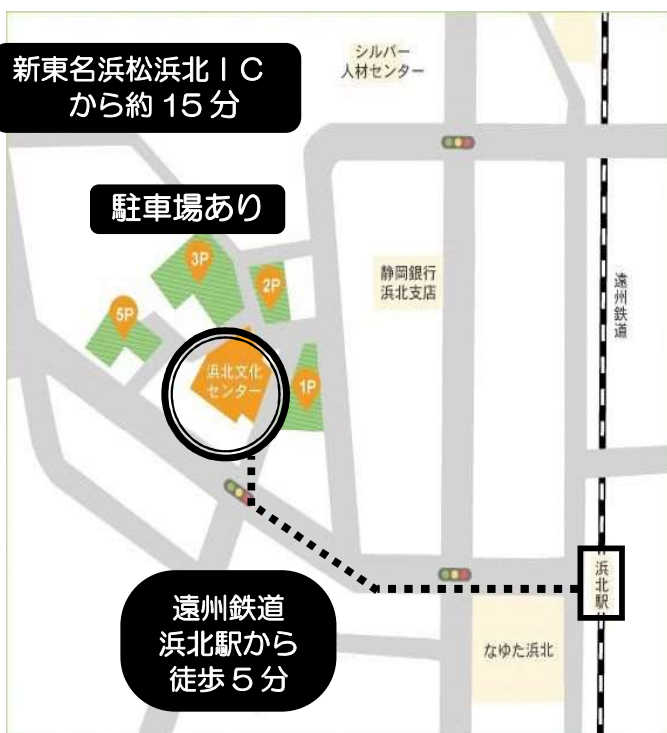 新東名浜松浜北IC
から約15分
シルバー
人材センター
駐車場あり
3P
2P
5P
1P
静岡銀行
浜北支店
遠州鉄道
浜北文化
センター
浜北駅
遠州鉄道
浜北駅から
徒歩5分
なゆた浜北